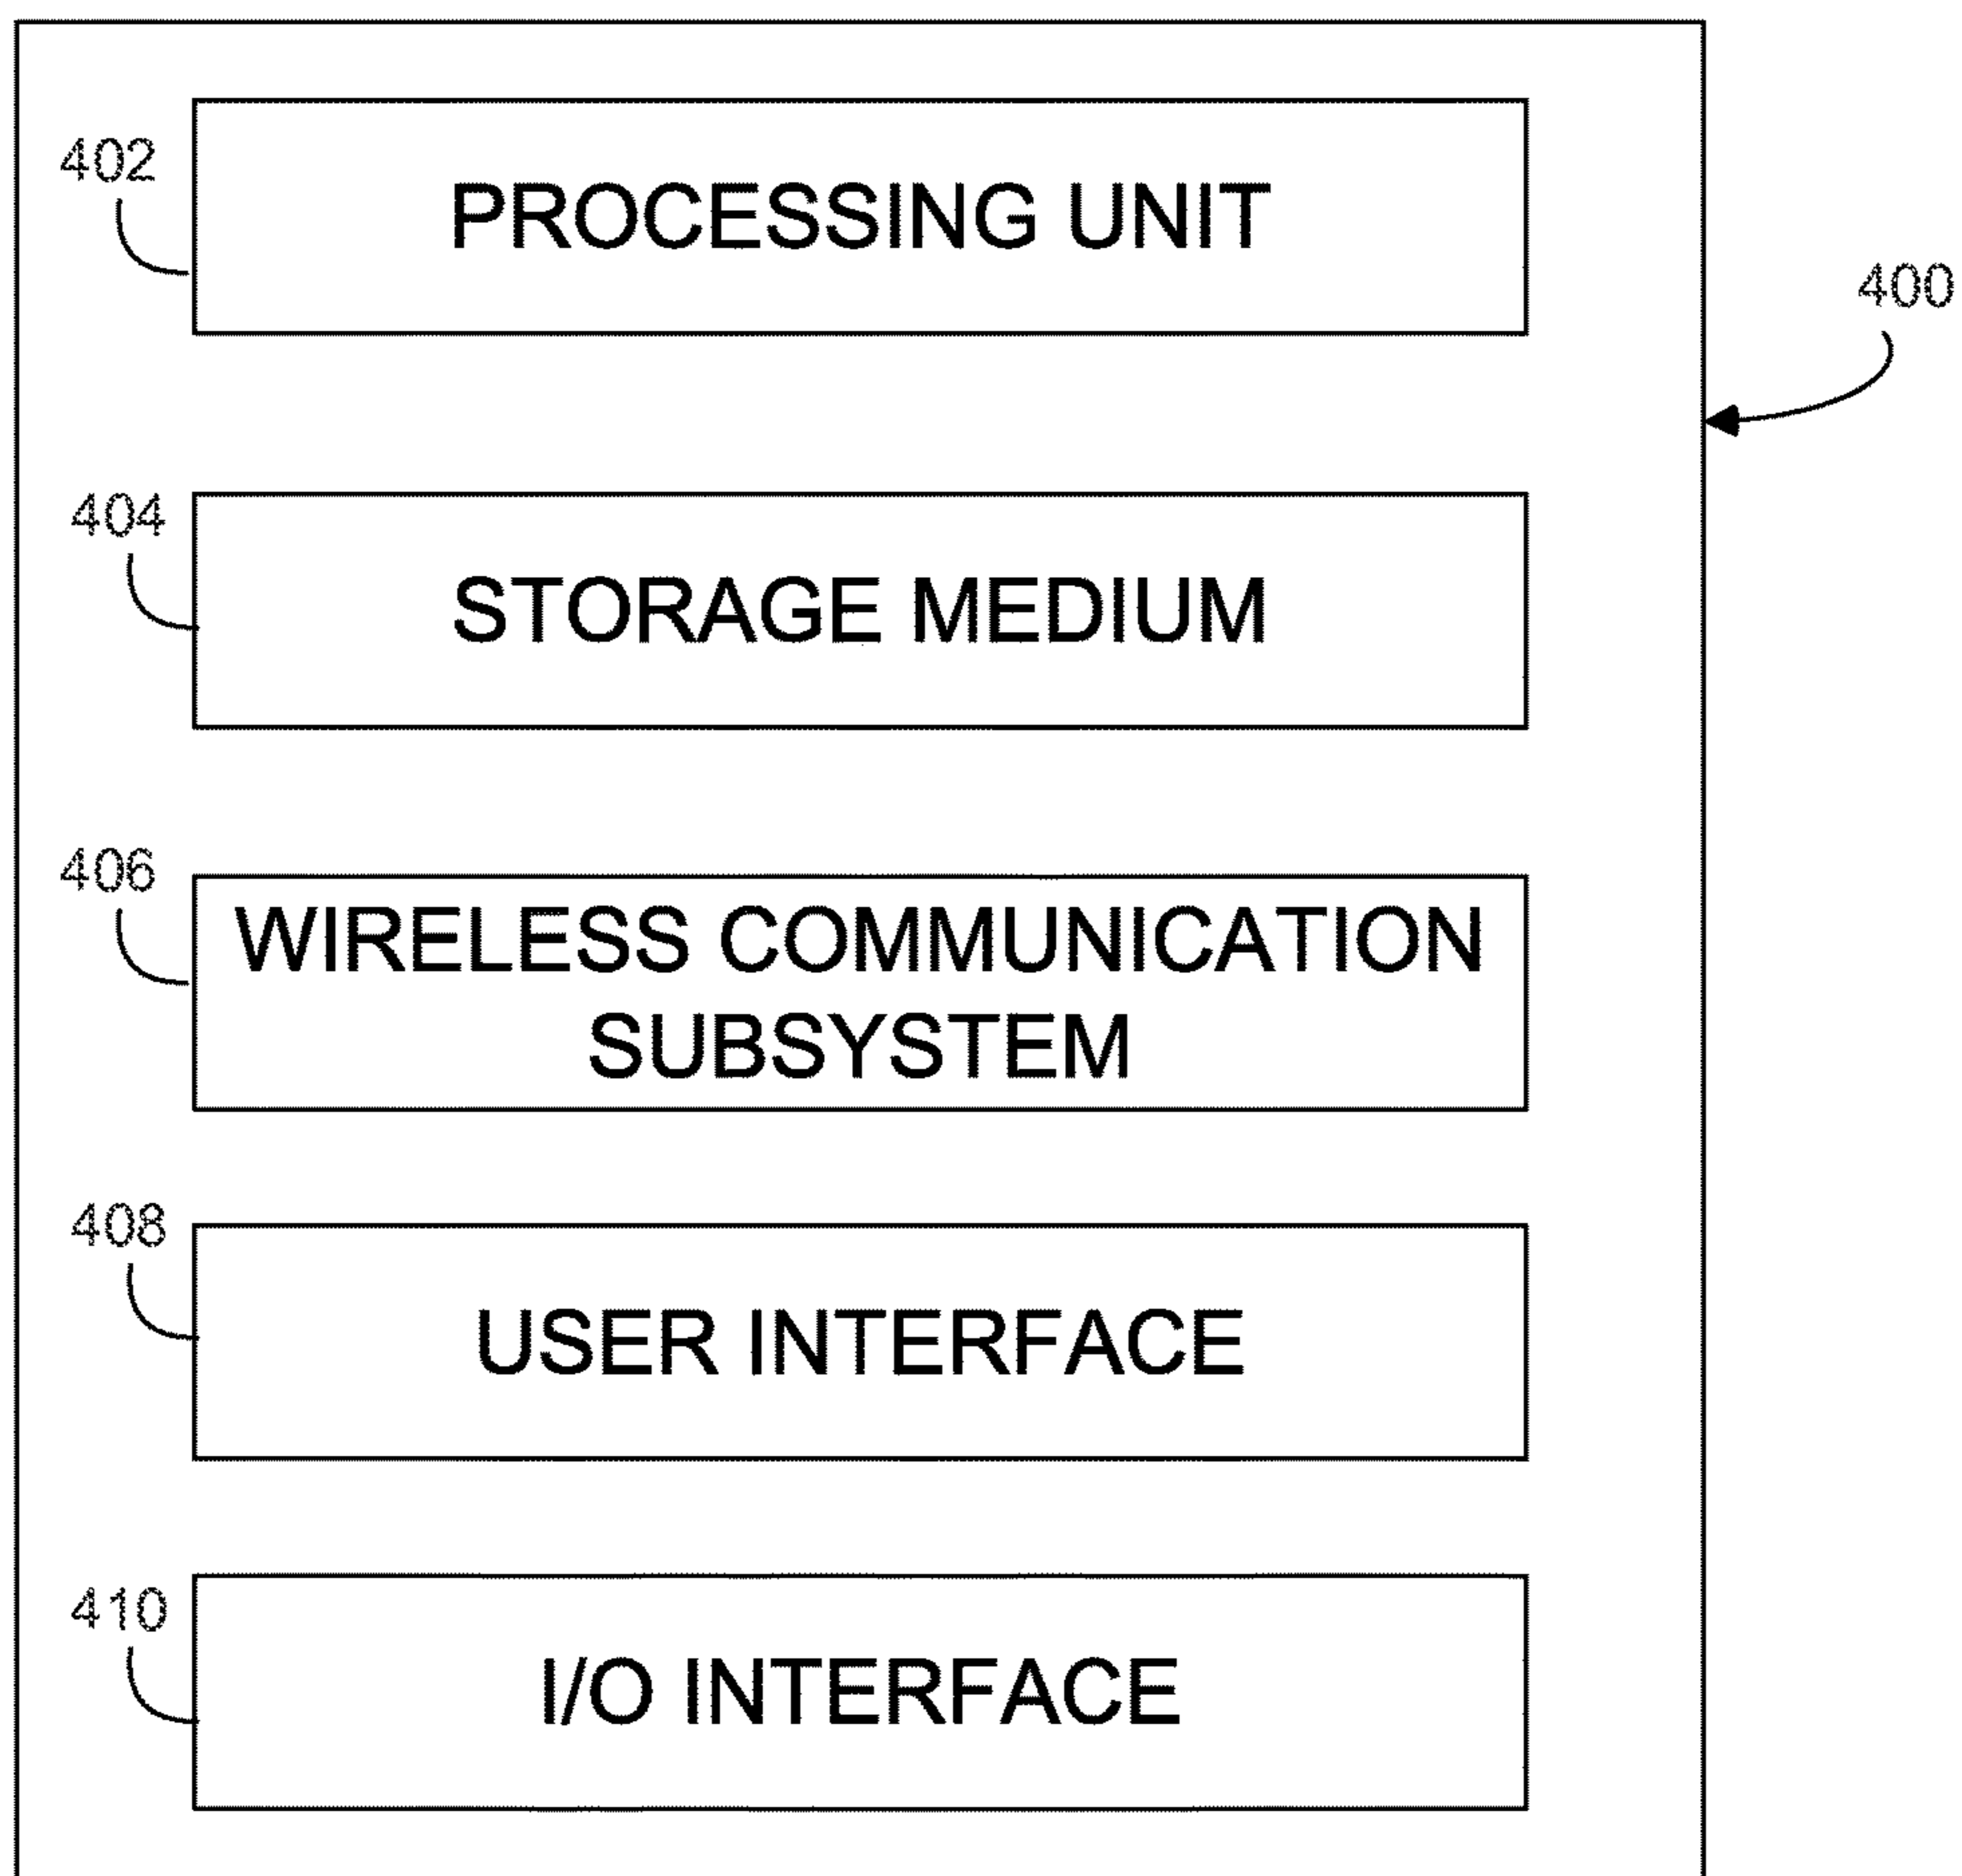 402
PROCESSING UNIT
400
404
STORAGE MEDIUM
406
WIRELESS COMMUNICATION
SUBSYSTEM
408
USER INTERFACE
410
I/O INTERFACE